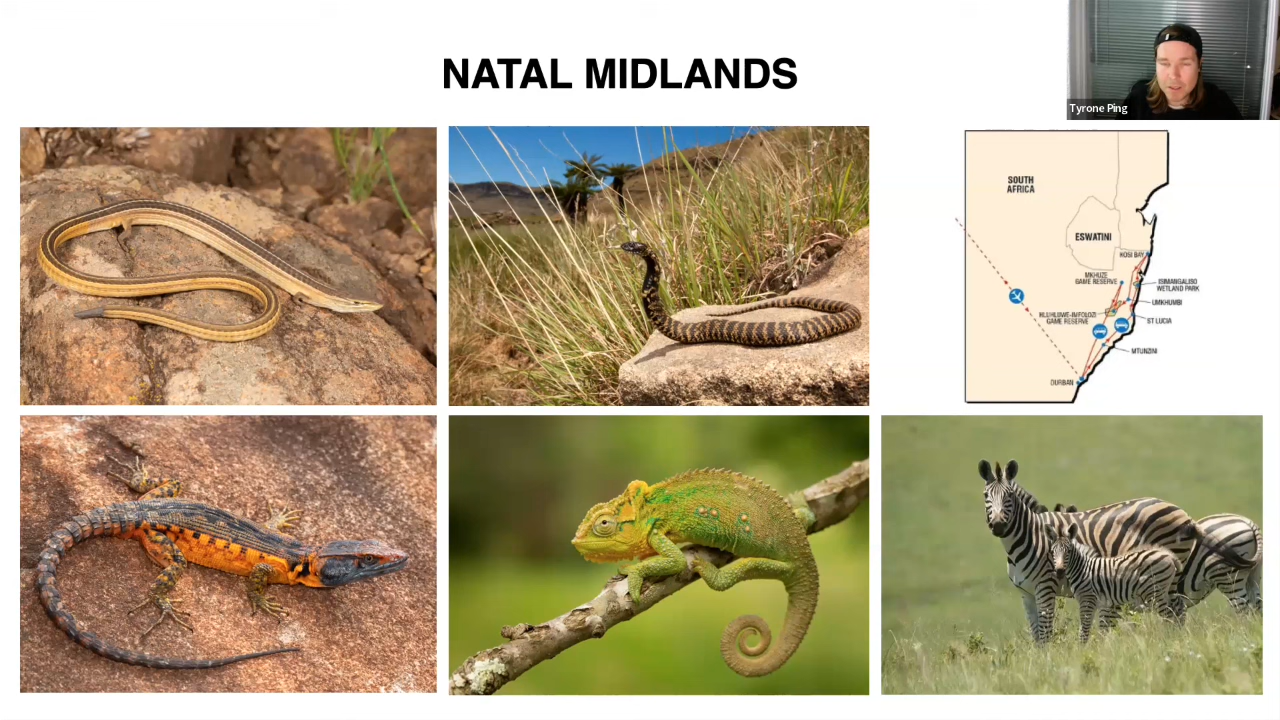 NATAL MIDLANDS
Tyrone Ping
SOUTH
AFRICA
ESWATINI
KOSI BAY
MKHUZE
GAME RESERVE
ISIMANGALISO
WETLAND PARK
UMKHUMBI
HLUHLUWE-IMFOLOZI
GAME RESERVE
ST LUCIA
MTUNZINI
DURBAN